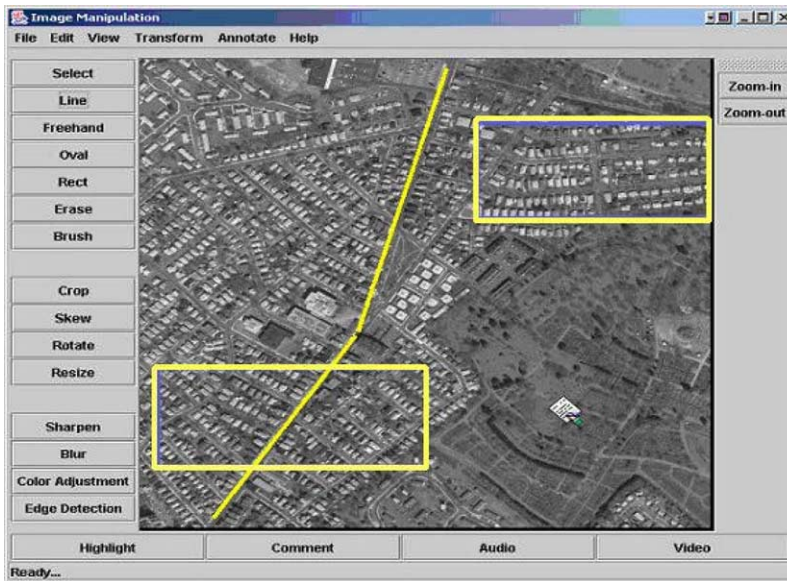 Image Manipulation
File Edit View Transform Annotate Help
Select
Line
Freehand
Oval
Rect
Erase
Brush
Crop
Skew
Rotate
Resize
Sharpen
Blur
Color Adjustment
Edge Detection
Zoom-in
Zoom-out
Highlight Comment Audio Video
Ready...